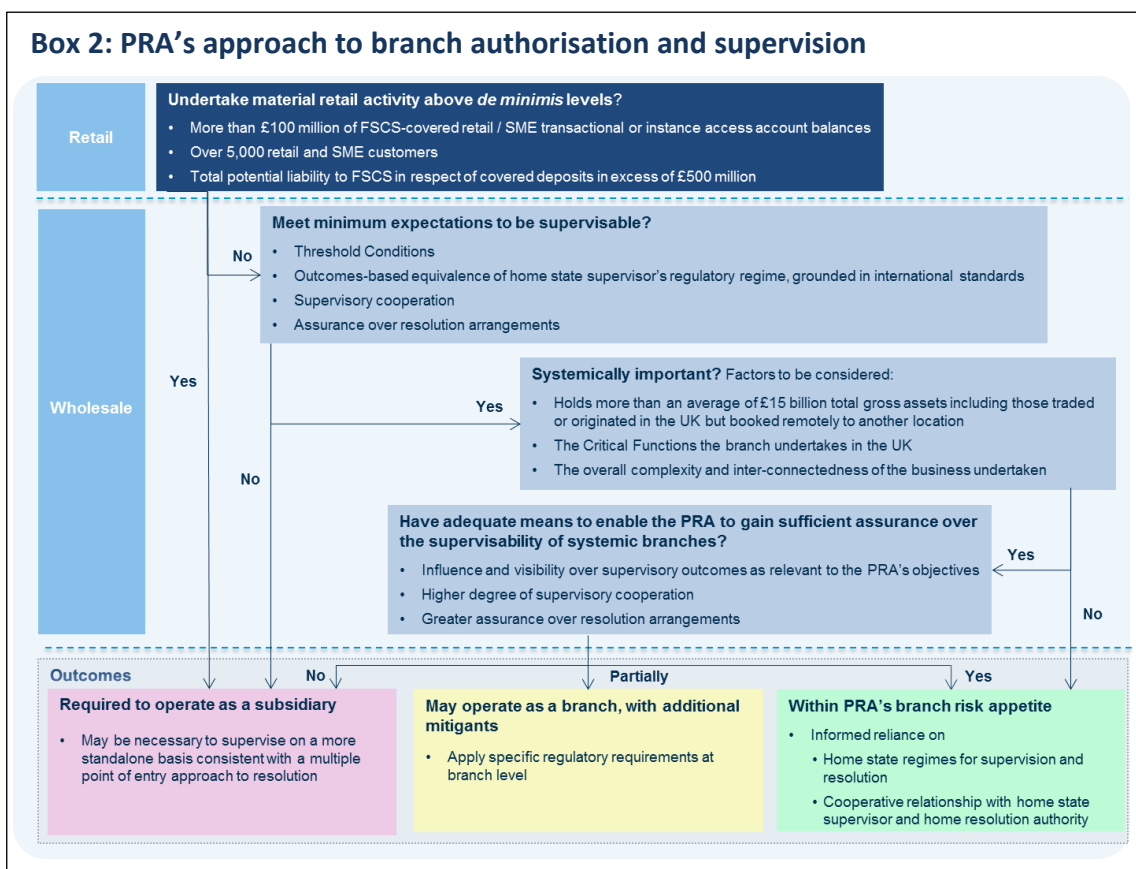 Box 2: PRA's approach to branch authorisation and supervision
Retail
Undertake material retail activity above de minimis levels?
• More than £100 million of FSCS-covered retail / SME transactional or instance access account balances
• Over 5,000 retail and SME customers
• Total potential liability to FSCS in respect of covered deposits in excess of £500 million
Wholesale
No
Yes
Meet minimum expectations to be supervisable?
• Threshold Conditions
• Outcomes-based equivalence of home state supervisor's regulatory regime, grounded in international standards
• Supervisory cooperation
• Assurance over resolution arrangements
Yes
No
Systemically important? Factors to be considered:
• Holds more than an average of £15 billion total gross assets including those traded
or originated in the UK but booked remotely to another location
• The Critical Functions the branch undertakes in the UK
• The overall complexity and inter-connectedness of the business undertaken
Yes
No
Have adequate means to enable the PRA to gain sufficient assurance over
the supervisability of systemic branches?
• Influence and visibility over supervisory outcomes as relevant to the PRA's objectives
• Higher degree of supervisory cooperation
• Greater assurance over resolution arrangements
Outcomes
No
Partially
Yes
Required to operate as a subsidiary
• May be necessary to supervise on a more
standalone basis consistent with a multiple
point of entry approach to resolution
May operate as a branch, with additional
mitigants
• Apply specific regulatory requirements at
branch level
Within PRA's branch risk appetite
• Informed reliance on
• Home state regimes for supervision and
resolution
• Cooperative relationship with home state
supervisor and home resolution authority